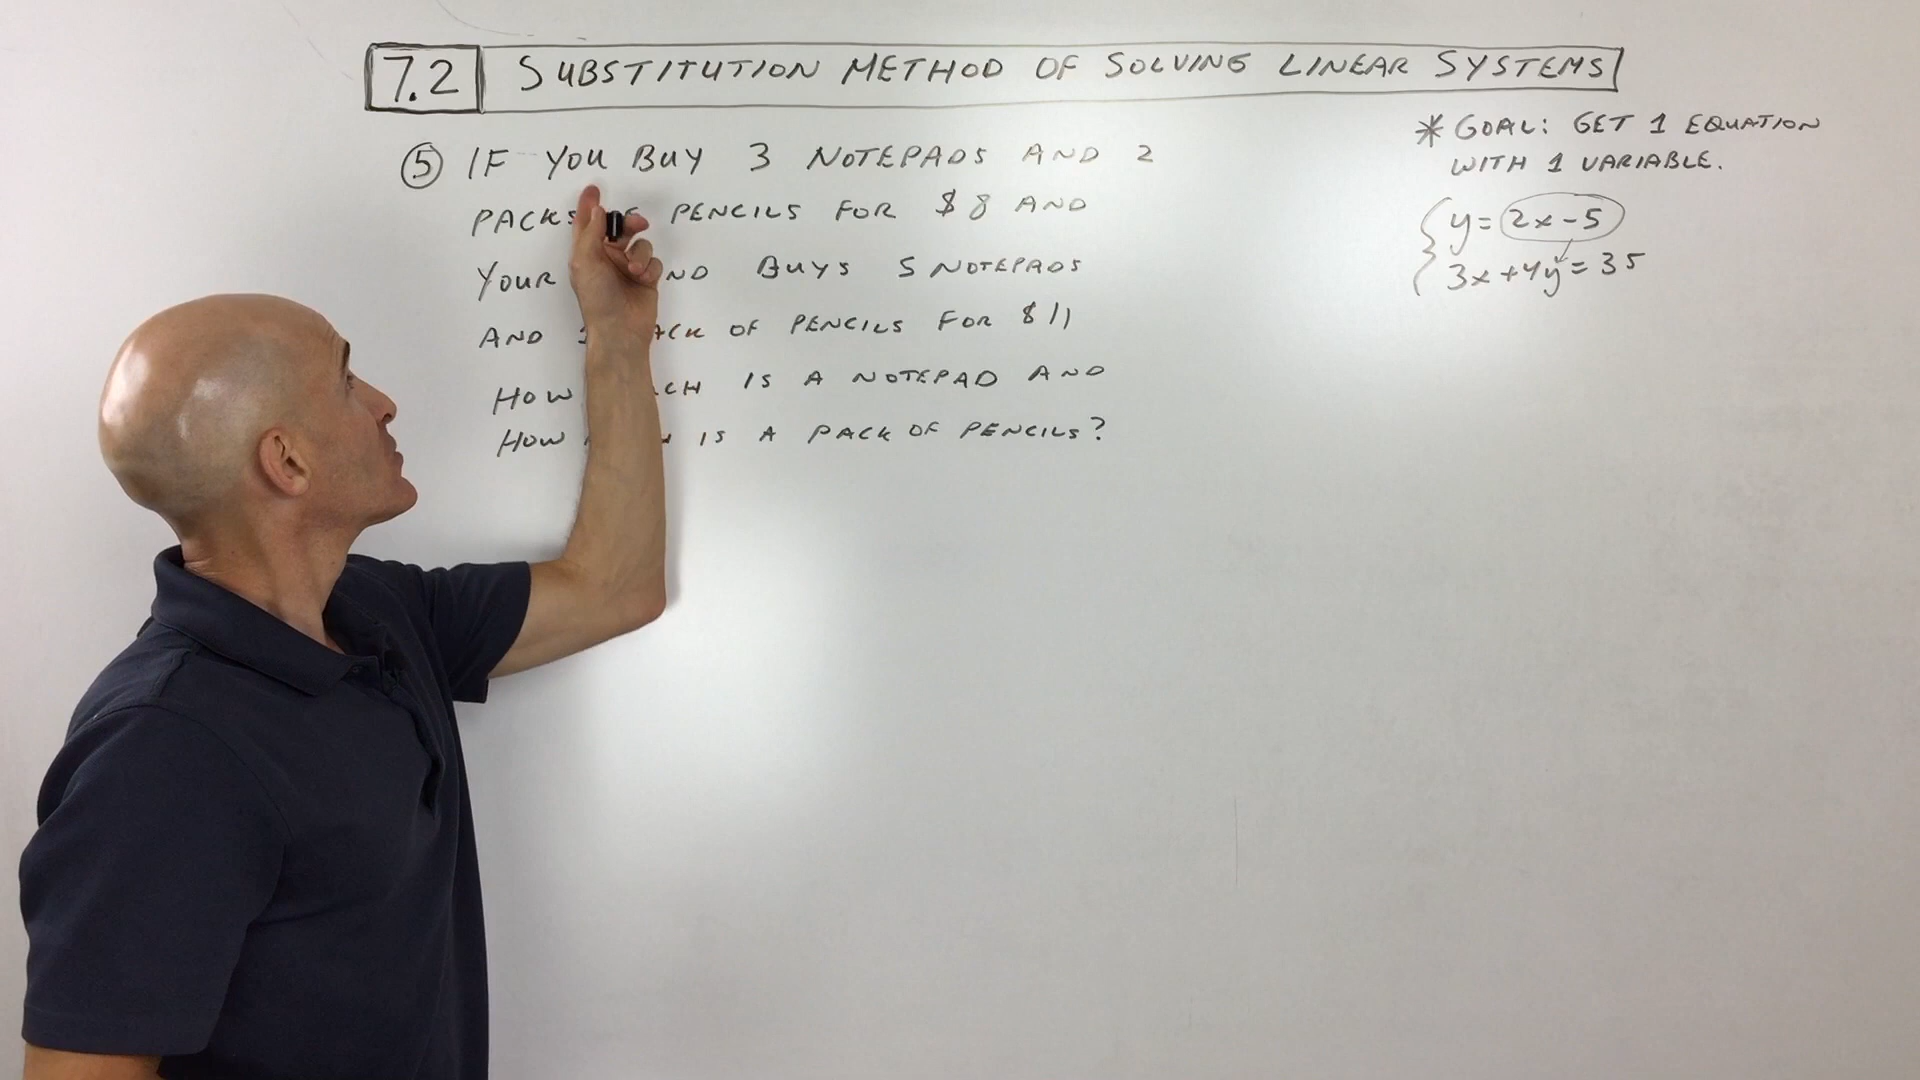 7.2 SUBSTITUTION METHOD OF SOLVING LINEAR SYSTEMS
* GOAL: GET 1 EQUATION
WITH 1 VARIABLE.
y = 2x - 5
3x + 4y = 35
5 IF YOU BUY 3 NOTEPADS AND 2
PACKS PENCILS FOR $8 AND
YOUR BUYS 5 NOTEPADS
AND OF PENCILS FOR $11
HOW IS A NOTEPAD AND
HOW IS A PACK OF PENCILS?